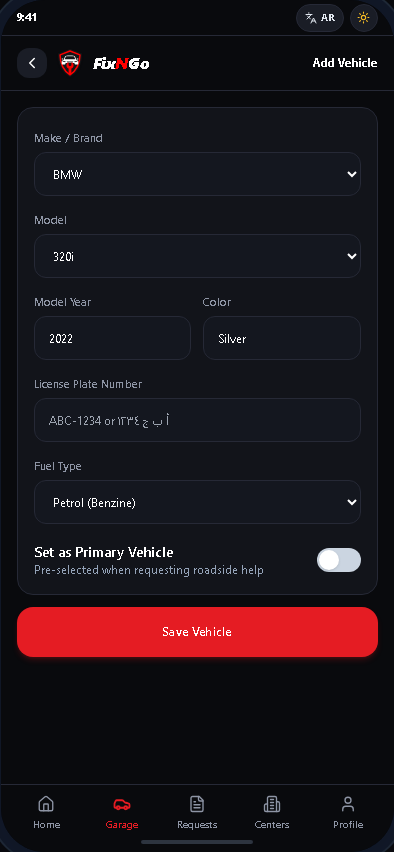 9:41
AR
FixNGo
Add Vehicle
Make / Brand
BMW
Model
320i
Model Year
Color
2022
Silver
License Plate Number
ABC-1234 or أ ب ج ١٢٣٤
Fuel Type
Petrol (Benzine)
Set as Primary Vehicle
Pre-selected when requesting roadside help
Save Vehicle
Home
Garage
Requests
Centers
Profile